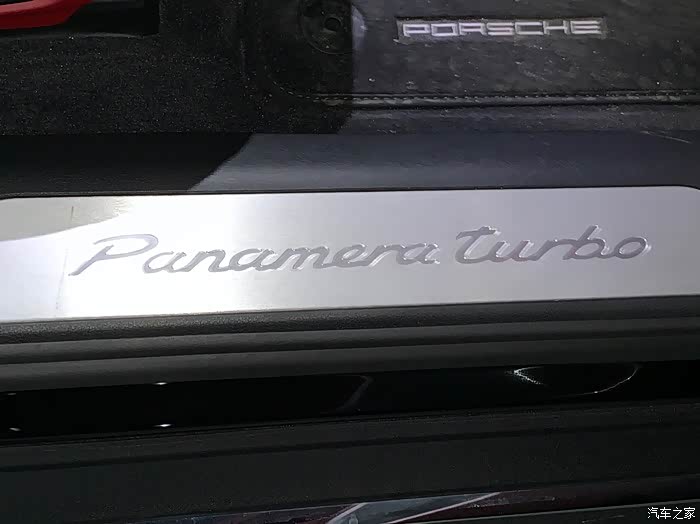 PORSCHE
Panamera turbo
汽车之家